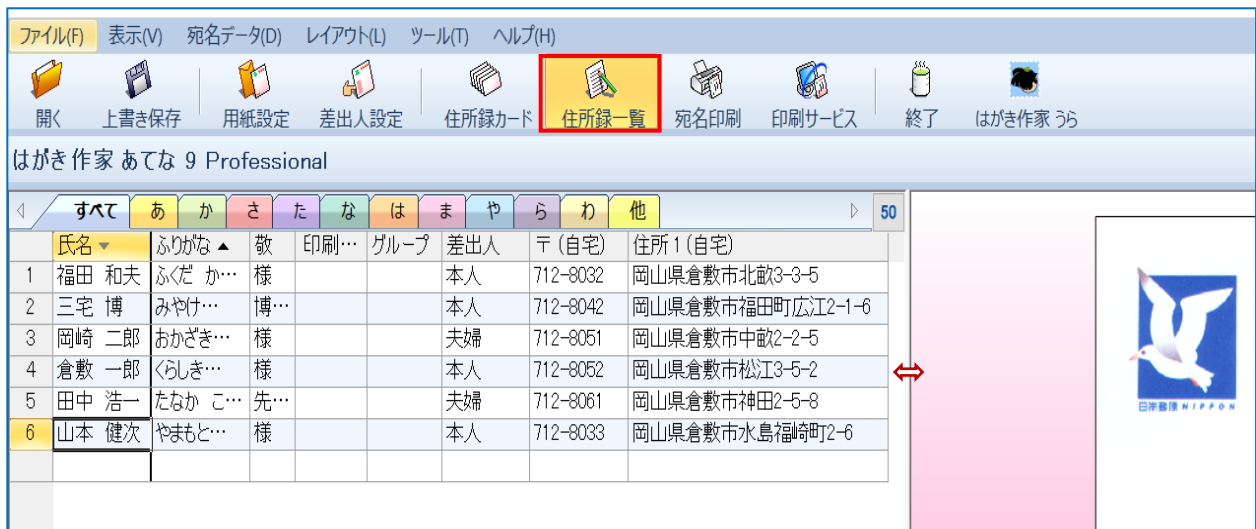 ファイル(F) 表示(V) 宛名データ(D) レイアウト(L) ツール(T) ヘルプ(H)
開く 上書き保存 用紙設定 差出人設定 住所録カード 住所録一覧 宛名印刷 印刷サービス 終了 はがき作家 うら
はがき作家 あてな 9 Professional
すべて あ か さ た な は ま や ら わ 他 50
氏名 ふりがな 敬 印刷… グループ 差出人 〒(自宅) 住所1(自宅)
1 福田 和夫 ふくだ か… 様 本人 712-8032 岡山県倉敷市北畝3-3-5
2 三宅 博 みやけ… 博… 本人 712-8042 岡山県倉敷市福田町広江2-1-6
3 岡崎 二郎 おかざき… 様 夫婦 712-8051 岡山県倉敷市中畝2-2-5
4 倉敷 一郎 くらしき… 様 本人 712-8052 岡山県倉敷市松江3-5-2
5 田中 浩一 たなか こ… 先… 夫婦 712-8061 岡山県倉敷市神田2-5-8
6 山本 健次 やまもと… 様 本人 712-8033 岡山県倉敷市水島福崎町2-6
日本郵便 NIPPON